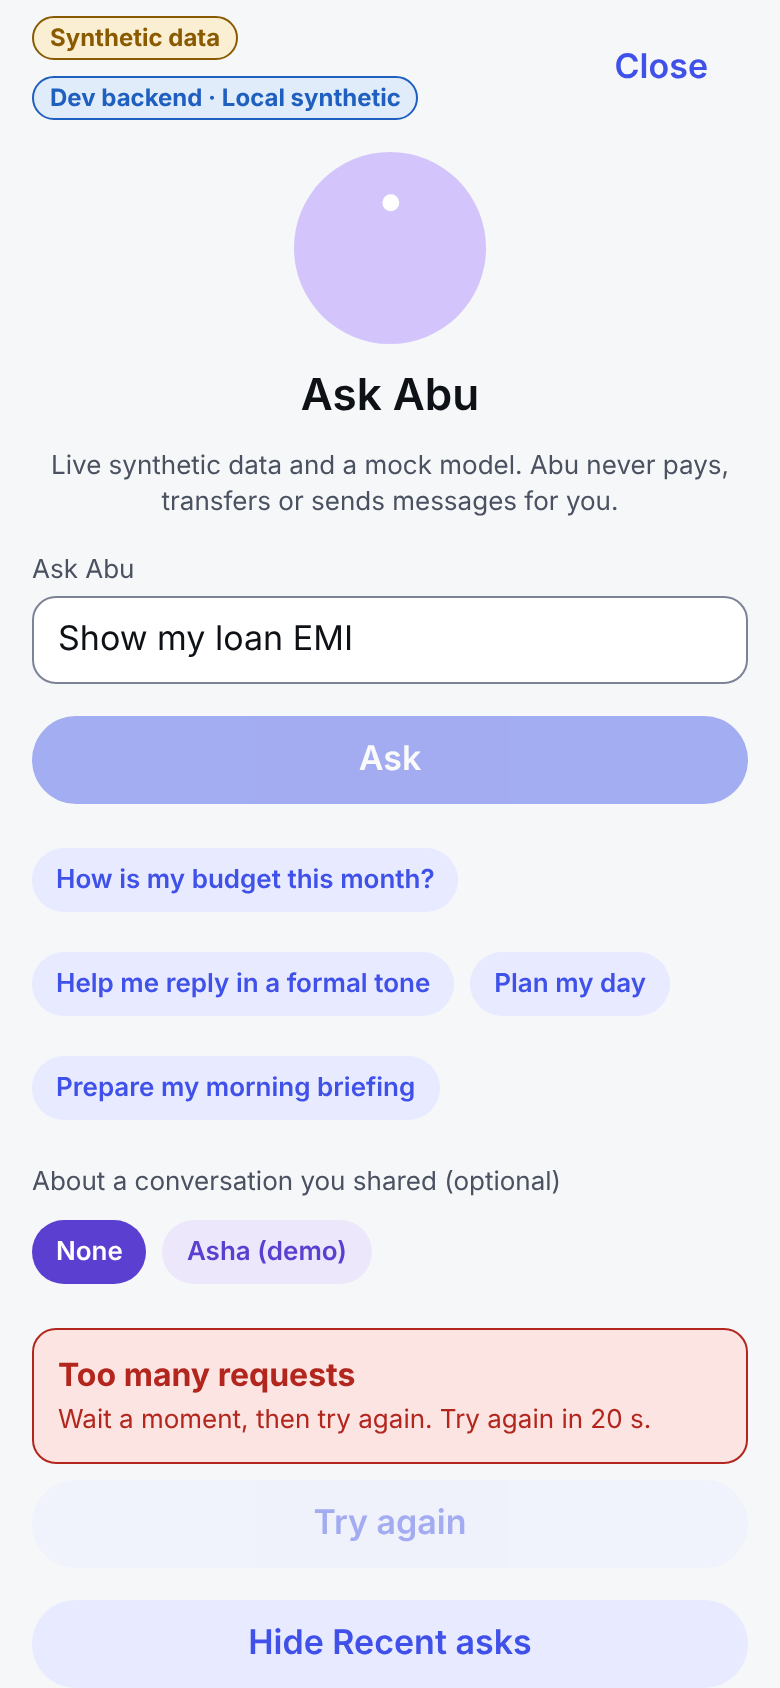 Synthetic data
Close
Dev backend · Local synthetic
Ask Abu
Live synthetic data and a mock model. Abu never pays,
transfers or sends messages for you.
Ask Abu
Show my loan EMI
Ask
How is my budget this month?
Help me reply in a formal tone
Plan my day
Prepare my morning briefing
About a conversation you shared (optional)
None
Asha (demo)
Too many requests
Wait a moment, then try again. Try again in 20 s.
Try again
Hide Recent asks